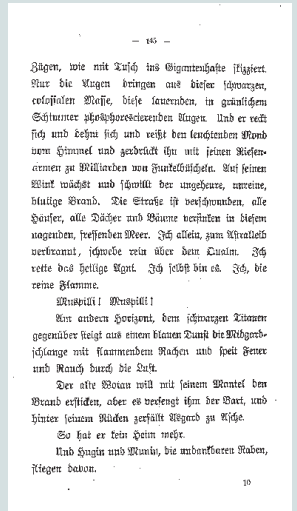 — 145 —
Zügen, wie mit Tusch ins Gigantenhafte skizziert.
Nur die Augen dringen aus dieser schwarzen,
colossalen Masse, diese lauernden, in grünlichem
Schimmer phosphorescierenden Augen. Und er reckt
sich und dehnt sich und reißt den leuchtenden Mond
vom Himmel und zerdrückt ihn mit seinen Riesen-
armen zu Milliarden von Funkelbüscheln. Auf seinen
Wink wächst und schwillt der ungeheure, unreine,
blutige Brand. Die Straße ist verschwunden, alle
Häuser, alle Dächer und Bäume versinken in diesem
nagenden, fressenden Meer. Ich allein, zum Astralleib
verbrannt, schwebe rein über dem Qualm. Ich
rette das heilige Agni. Ich selbst bin es. Ich, die
reine Flamme.
Muspilli! Muspilli!
Am andern Horizont, dem schwarzen Titanen
gegenüber steigt aus einem blauen Dunst die Midgard-
schlange mit flammendem Rachen und speit Feuer
und Rauch durch die Luft.
Der alte Wotan will mit seinem Mantel den
Brand ersticken, aber es versengt ihm der Bart, und
hinter seinem Rücken zerfällt Asgard zu Asche.
So hat er kein Heim mehr.
Und Hugin und Munin, die undankbaren Raben,
fliegen davon.
10